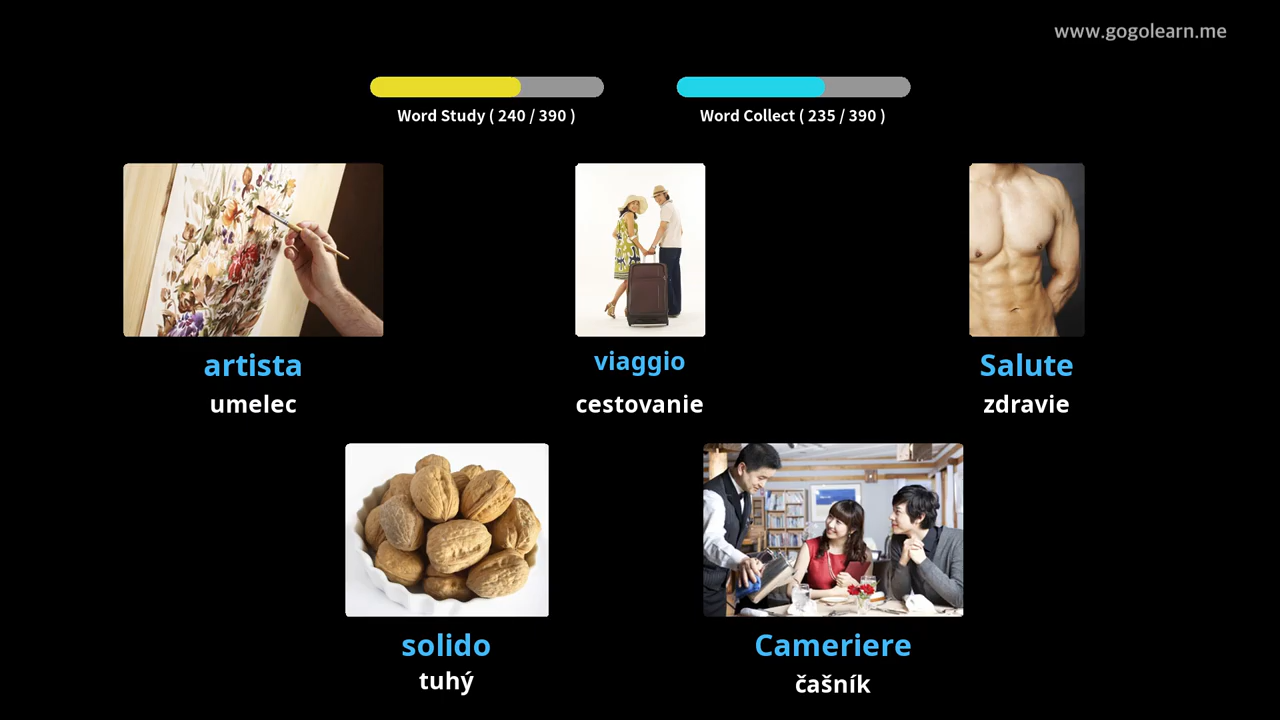 www.gogolearn.me
Word Study ( 240 / 390 )
Word Collect ( 235 / 390 )
artista
umelec
viaggio
cestovanie
Salute
zdravie
solido
tuhý
Cameriere
čašník